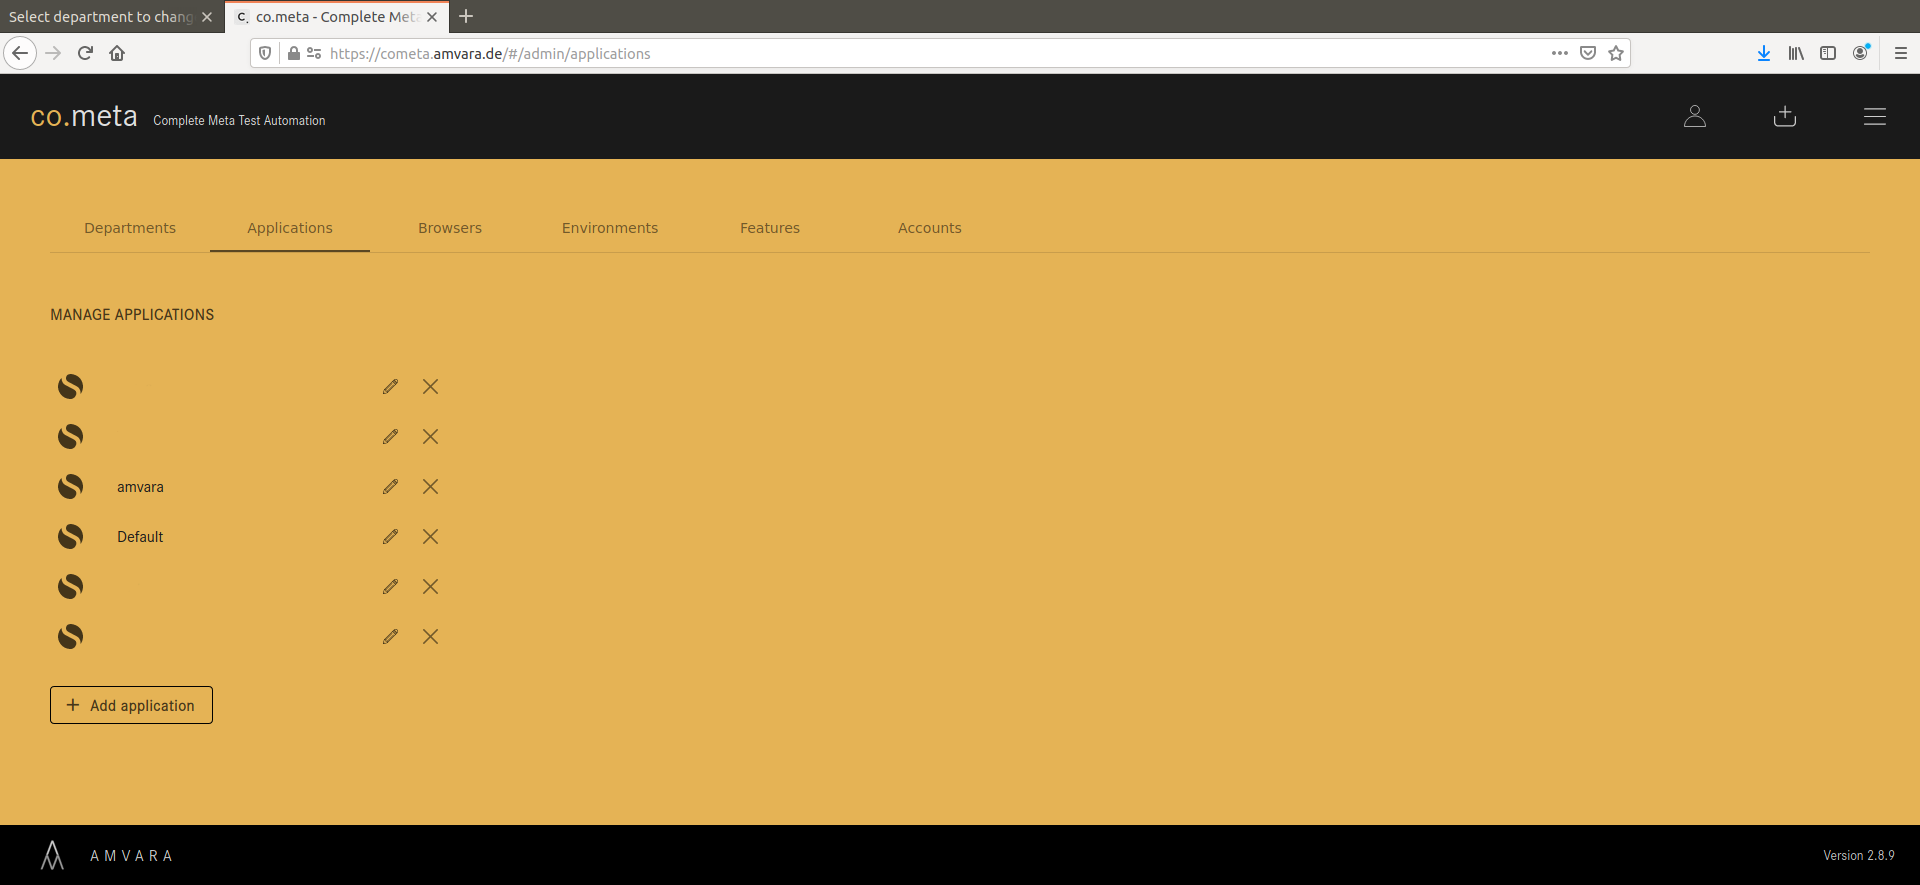 Select department to chang
co.meta - Complete Meta
https://cometa.amvara.de/#/admin/applications
co.meta Complete Meta Test Automation
Departments Applications Browsers Environments Features Accounts
MANAGE APPLICATIONS
amvara
Default
+ Add application
AMVARA
Version 2.8.9